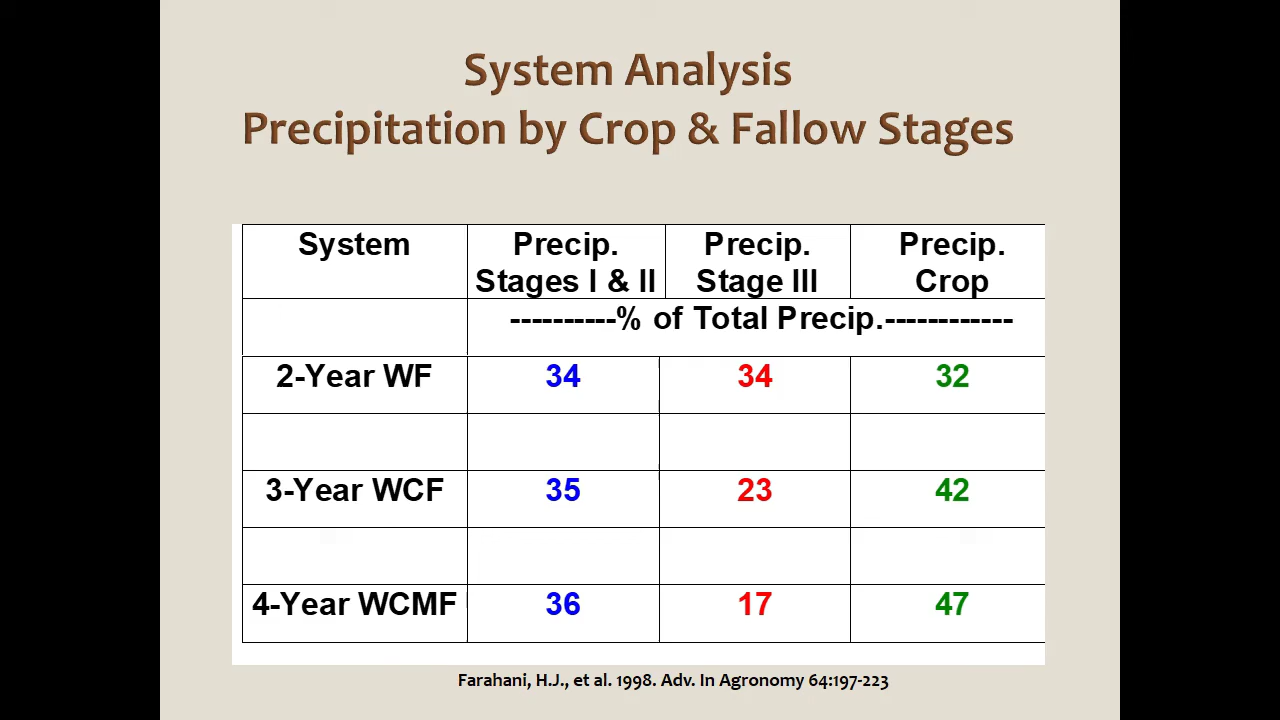 System Analysis
Precipitation by Crop & Fallow Stages
System Precip. Precip. Precip.
Stages I & II Stage III Crop
----------% of Total Precip.------------
2-Year WF 34 34 32
3-Year WCF 35 23 42
4-Year WCMF 36 17 47
Farahani, H.J., et al. 1998. Adv. In Agronomy 64:197-223